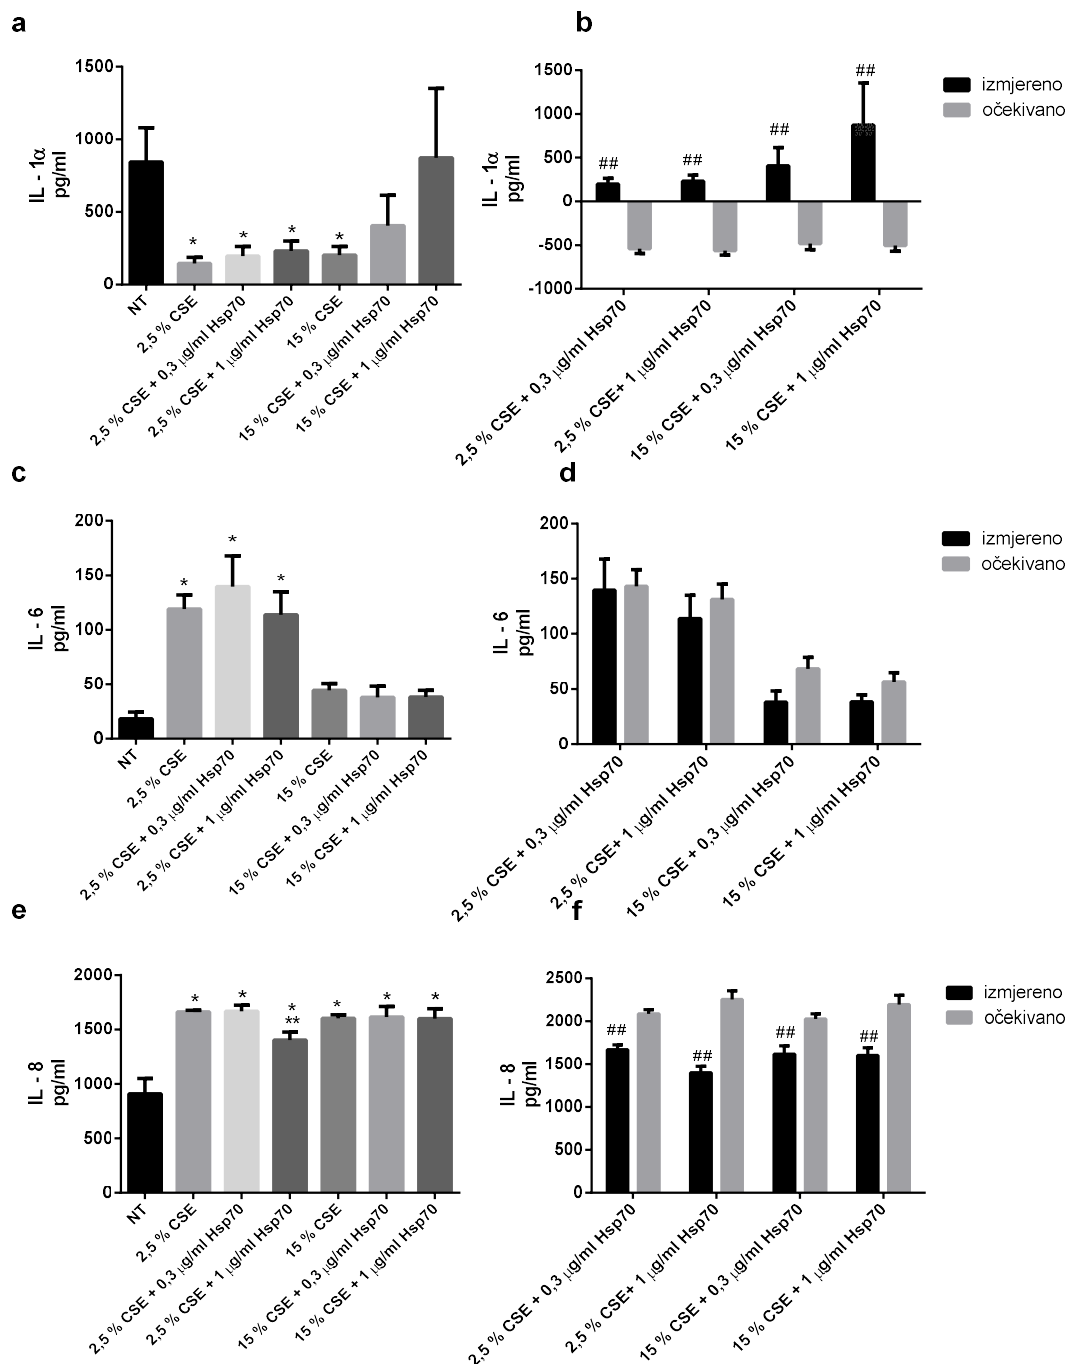 a
1500
1000
500
0
IL - 1α
pg/ml
*
*
*
*
NT
2,5 % CSE
2,5 % CSE + 0,3 µg/ml Hsp70
2,5 % CSE + 1 µg/ml Hsp70
15 % CSE
15 % CSE + 0,3 µg/ml Hsp70
15 % CSE + 1 µg/ml Hsp70
b
1500
1000
500
0
-500
-1000
IL - 1α
pg/ml
##
##
##
##
izmjereno
očekivano
2,5 % CSE + 0,3 µg/ml Hsp70
2,5 % CSE+ 1 µg/ml Hsp70
15 % CSE + 0,3 µg/ml Hsp70
15 % CSE + 1 µg/ml Hsp70
c
200
150
100
50
0
IL - 6
pg/ml
*
*
*
NT
2,5 % CSE
2,5 % CSE + 0,3 µg/ml Hsp70
2,5 % CSE + 1 µg/ml Hsp70
15 % CSE
15 % CSE + 0,3 µg/ml Hsp70
15 % CSE + 1 µg/ml Hsp70
d
200
150
100
50
0
IL - 6
pg/ml
izmjereno
očekivano
2,5 % CSE + 0,3 µg/ml Hsp70
2,5 % CSE+ 1 µg/ml Hsp70
15 % CSE + 0,3 µg/ml Hsp70
15 % CSE + 1 µg/ml Hsp70
e
2000
1500
1000
500
0
IL - 8
pg/ml
*
*
*
**
*
*
*
NT
2,5 % CSE
2,5 % CSE + 0,3 µg/ml Hsp70
2,5 % CSE + 1 µg/ml Hsp70
15 % CSE
15 % CSE + 0,3 µg/ml Hsp70
15 % CSE + 1 µg/ml Hsp70
f
2500
2000
1500
1000
500
0
IL - 8
pg/ml
##
##
##
##
izmjereno
očekivano
2,5 % CSE + 0,3 µg/ml Hsp70
2,5 % CSE+ 1 µg/ml Hsp70
15 % CSE + 0,3 µg/ml Hsp70
15 % CSE + 1 µg/ml Hsp70